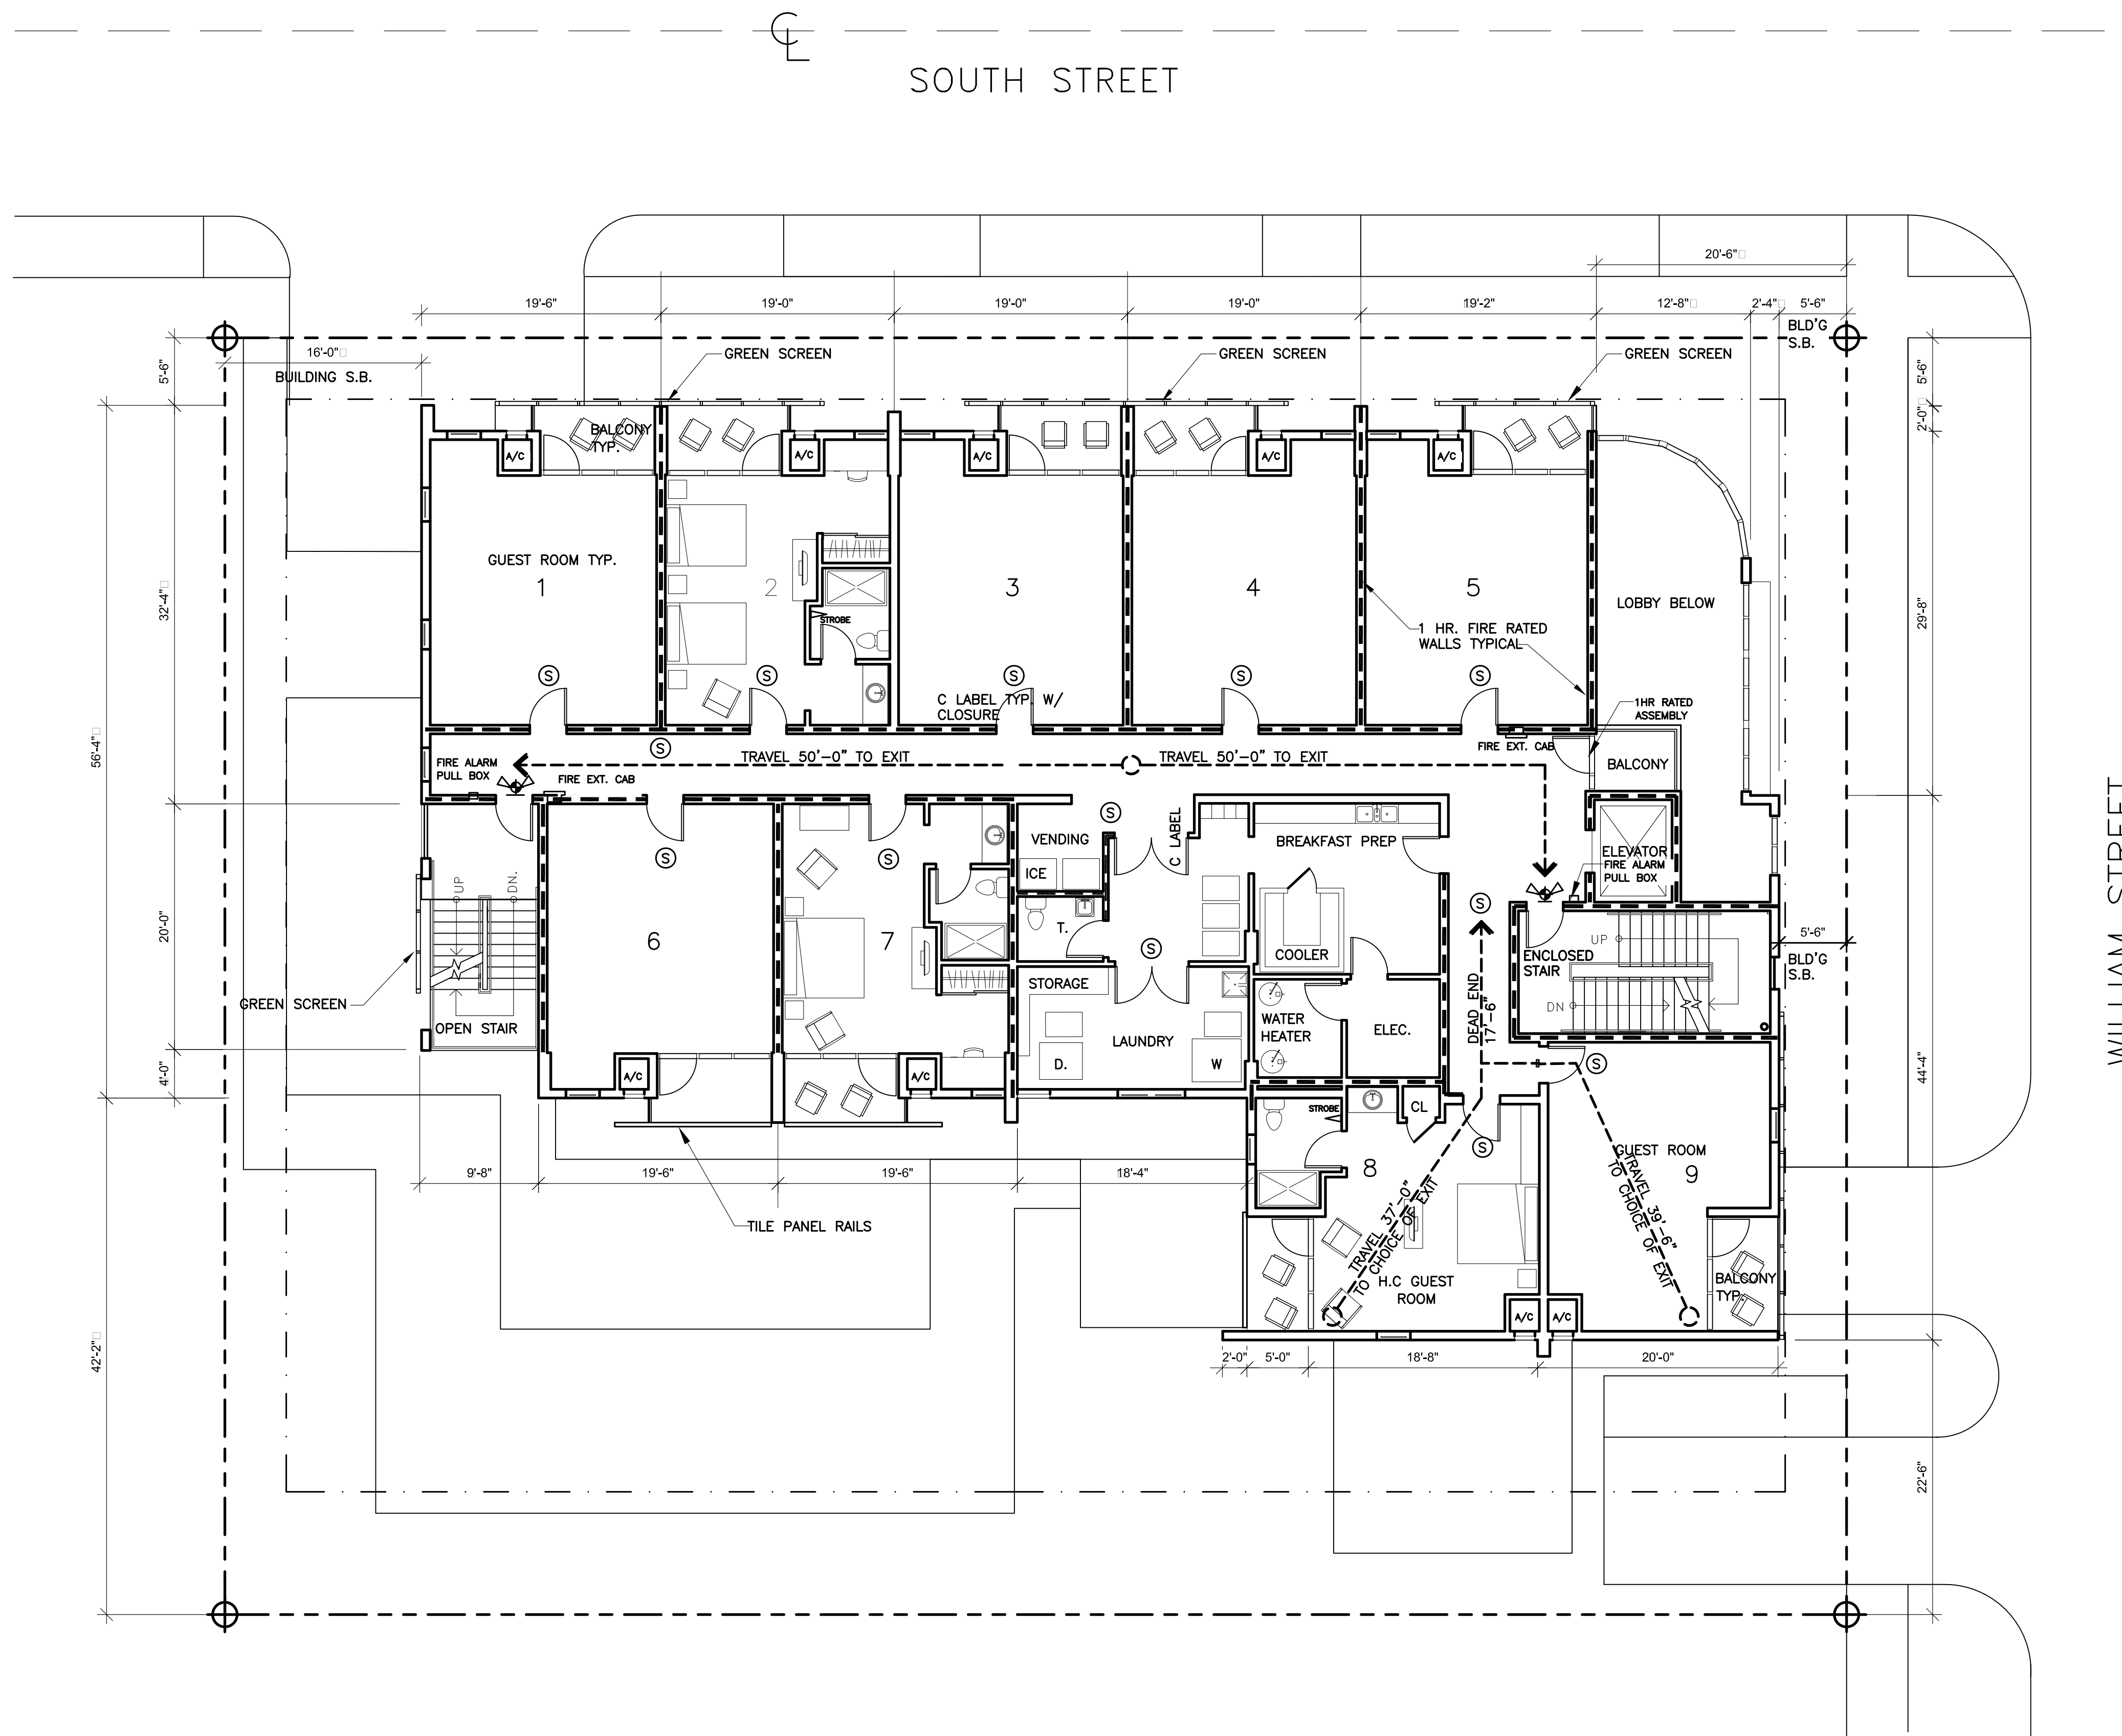 SOUTH STREET
20'-6"
19'-6"
19'-0"
19'-0"
19'-0"
19'-2"
12'-8"
2'-4"
5'-6"
BLD'G
S.B.
16'-0"
BUILDING S.B.
GREEN SCREEN
GREEN SCREEN
GREEN SCREEN
5'-6"
5'-6"
2'-0"
BALCONY
TYP.
A/C
A/C
A/C
A/C
A/C
GUEST ROOM TYP.
1
2
3
4
5
STROBE
LOBBY BELOW
1 HR. FIRE RATED
WALLS TYPICAL
32'-4"
29'-8"
56'-4"
S
S
S
S
S
C LABEL TYP. W/
CLOSURE
1HR RATED
ASSEMBLY
S
FIRE ALARM
PULL BOX
FIRE EXT. CAB
TRAVEL 50'-0" TO EXIT
TRAVEL 50'-0" TO EXIT
FIRE EXT. CAB
BALCONY
WILLIAM STREET
S
VENDING
ICE
C LABEL
BREAKFAST PREP
ELEVATOR
FIRE ALARM
PULL BOX
S
S
UP
DN.
6
7
T.
S
COOLER
S
UP
ENCLOSED
STAIR
DN
5'-6"
BLD'G
S.B.
20'-0"
GREEN SCREEN
OPEN STAIR
STORAGE
LAUNDRY
D.
W
WATER
HEATER
ELEC.
DEAD END
17'-6"
S
4'-0"
44'-4"
A/C
A/C
STROBE
CL
S
8
GUEST ROOM
9
9'-8"
19'-6"
19'-6"
18'-4"
TILE PANEL RAILS
TRAVEL 37'-0"
TO CHOICE OF EXIT
TRAVEL 39'-6"
TO CHOICE OF EXIT
H.C GUEST
ROOM
BALCONY
TYP.
A/C
A/C
2'-0"
5'-0"
18'-8"
20'-0"
42'-2"
22'-6"